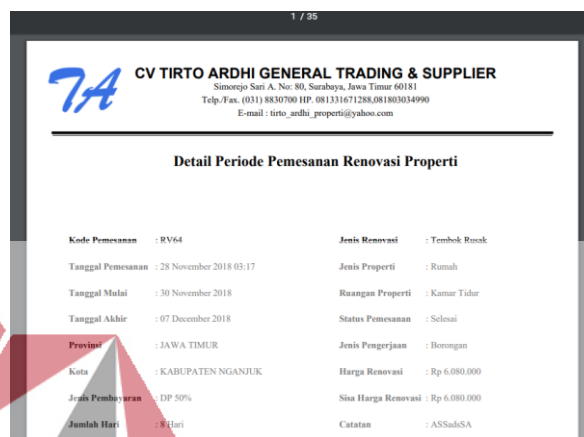 1 / 35
TA
CV TIRTO ARDHI GENERAL TRADING & SUPPLIER
Simorejo Sari A. No: 80, Surabaya, Jawa Timur 60181
Telp./Fax. (031) 8830700 HP. 081331671288,081803034990
E-mail : tirto_ardhi_properti@yahoo.com
Detail Periode Pemesanan Renovasi Properti
Kode Pemesanan : RV64 Jenis Renovasi : Tembok Rusak
Tanggal Pemesanan : 28 November 2018 03:17 Jenis Properti : Rumah
Tanggal Mulai : 30 November 2018 Ruangan Properti : Kamar Tidur
Tanggal Akhir : 07 December 2018 Status Pemesanan : Selesai
Provinsi : JAWA TIMUR Jenis Pengerjaan : Borongan
Kota : KABUPATEN NGANJUK Harga Renovasi : Rp 6.080.000
Jenis Pembayaran : DP 50% Sisa Harga Renovasi : Rp 6.080.000
Jumlah Hari : 8 Hari Catatan : ASSadsSA